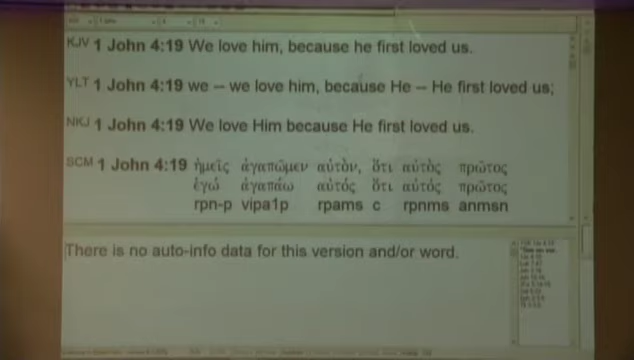 KJV 1 John 4:19 We love him, because he first loved us.
YLT 1 John 4:19 we – we love him, because He – He first loved us;
NKJ 1 John 4:19 We love Him because He first loved us.
SCM 1 John 4:19 ἡμεῖς ἀγαπῶμεν αὐτὸν, ὅτι αὐτὸς πρῶτος
ἐγώ ἀγαπάω αὐτός ὅτι αὐτός πρῶτος
rpn-p vipa1p rpams c rpnms anmsn
There is no auto-info data for this version and/or word.